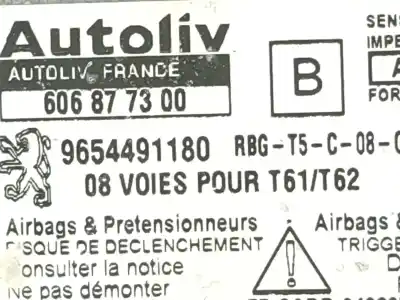 Autoliv
AUTOLIV FRANCE
606 87 73 00
B
SENS
IMPE
A
FOR
9654491180 RBG-T5-C-08-
08 VOIES POUR T61/T62
Airbags & Pretensionneurs
RISQUE DE DECLENCHEMENT
Consulter la notice
Ne pas démonter
Airbags &
TRIGGE
D